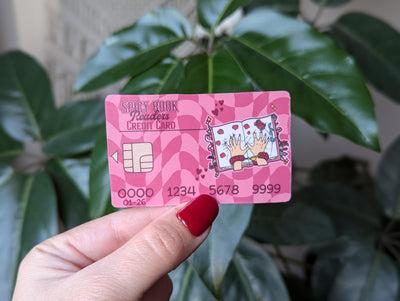 SPICY BOOK
Readers
CREDIT CARD
0000 1234 5678 9999
01-26